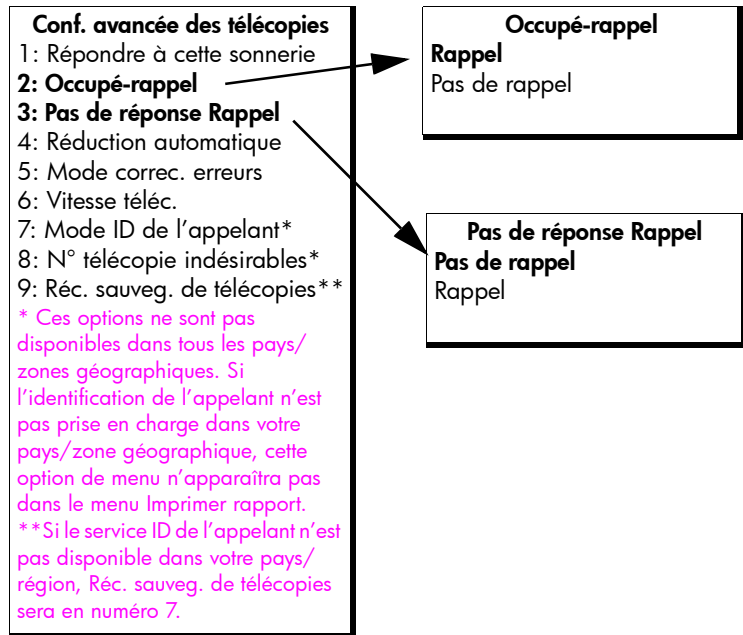 Conf. avancée des télécopies
1: Répondre à cette sonnerie
2: Occupé-rappel
3: Pas de réponse Rappel
4: Réduction automatique
5: Mode correc. erreurs
6: Vitesse téléc.
7: Mode ID de l'appelant*
8: N° télécopie indésirables*
9: Réc. sauveg. de télécopies**
* Ces options ne sont pas
disponibles dans tous les pays/
zones géographiques. Si
l'identification de l'appelant n'est
pas prise en charge dans votre
pays/zone géographique, cette
option de menu n'apparaîtra pas
dans le menu Imprimer rapport.
**Si le service ID de l'appelant n'est
pas disponible dans votre pays/
région, Réc. sauveg. de télécopies
sera en numéro 7.
Occupé-rappel
Rappel
Pas de rappel
Pas de réponse Rappel
Pas de rappel
Rappel